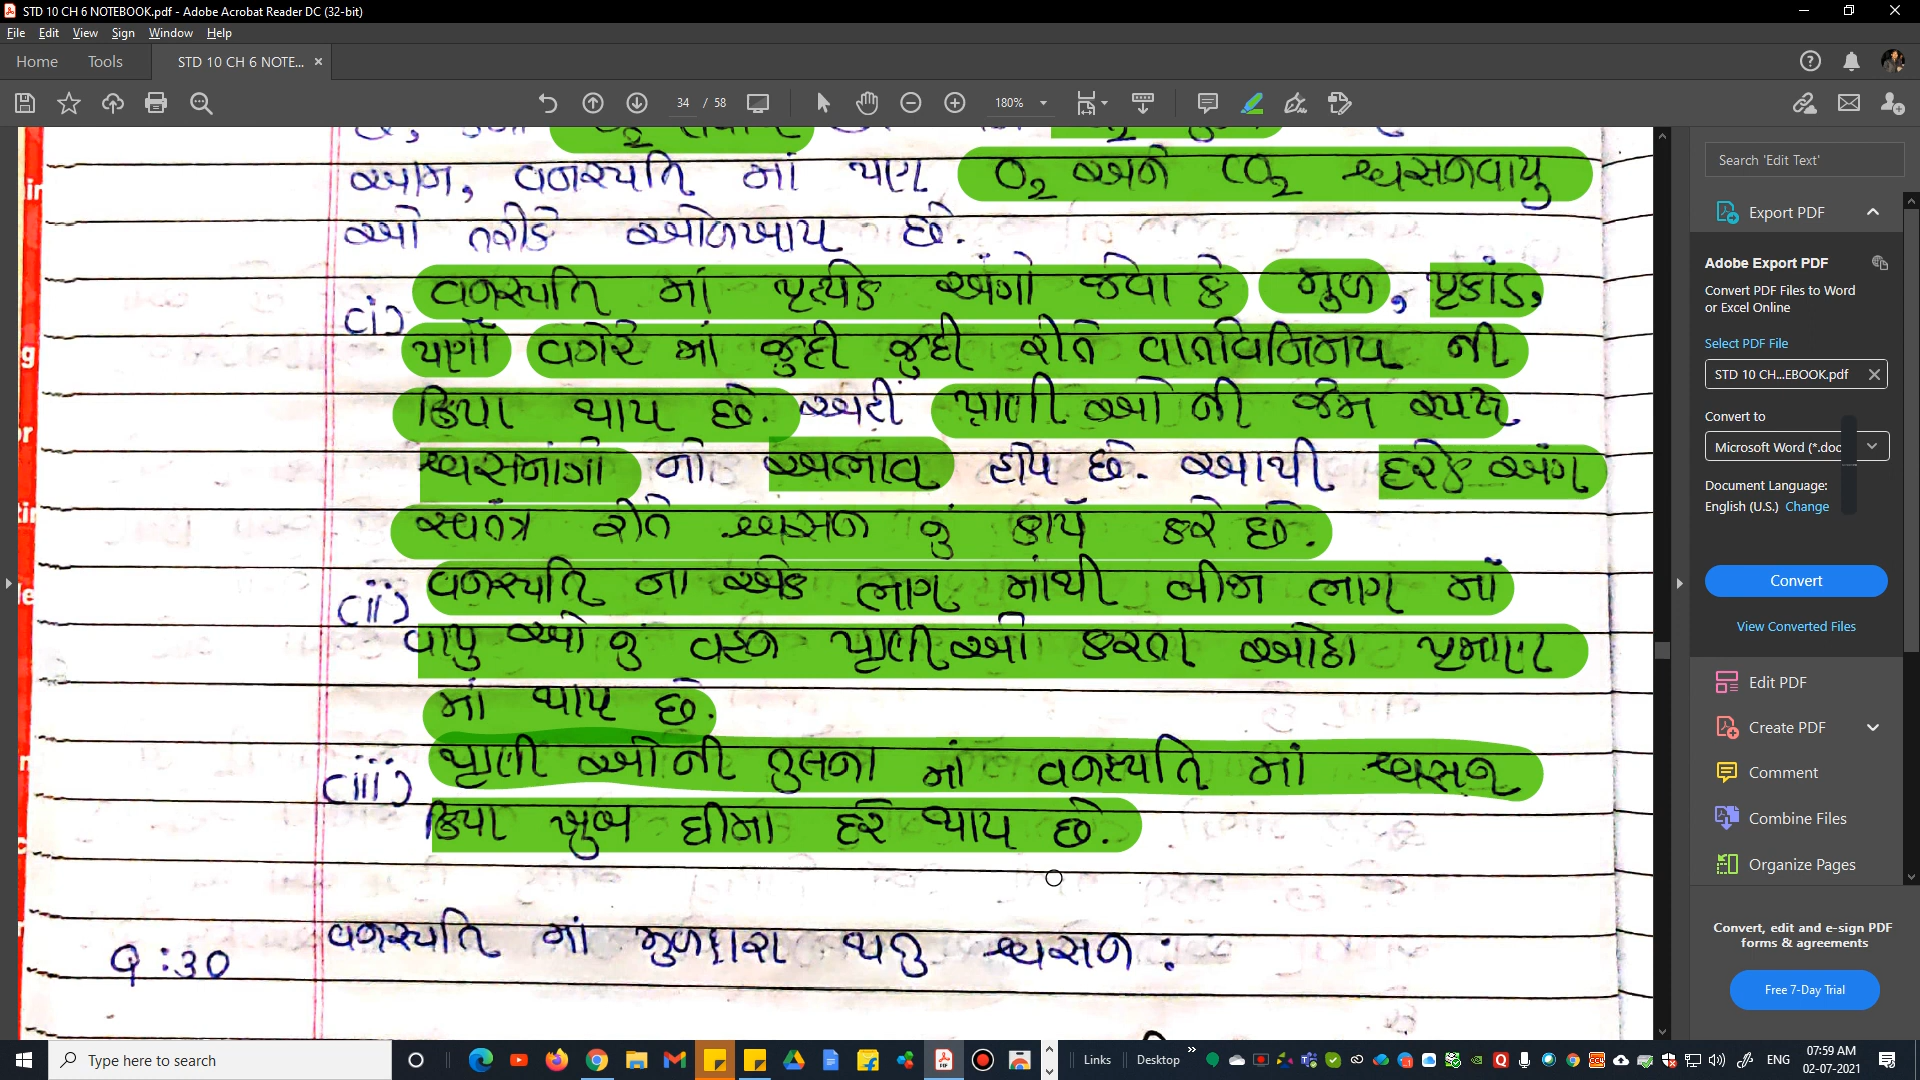 STD 10 CH 6 NOTEBOOK.pdf - Adobe Acrobat Reader DC (32-bit)
File Edit View Sign Window Help
Home Tools STD 10 CH 6 NOTE... ×
34 / 58 180%
આમ, વનસ્પતિ માં પણ O₂ અને CO₂ શ્વસનવાયુ
ઓ તરીકે ઓળખાય છે.
(i) વનસ્પતિ માં પ્રત્યેક અંગો જેવા કે મુળ, પ્રકાંડ,
પર્ણો વગેરે માં જુદી જુદી રીતે વાતવિનિમય ની
ક્રિયા થાય છે. અહીં પ્રાણી ઓ ની જેમ સ્પષ્ટ
શ્વસનાંગો નો અભાવ હોય છે. આથી દરેક અંગ
સ્વતંત્ર રીતે શ્વસન નું કાર્ય કરે છે.
(ii) વનસ્પતિ ના એક ભાગ માંથી બીજા ભાગ માં
વાયુ ઓ નું વહન પ્રાણીઓ કરતા ઓછા પ્રમાણ
માં થાય છે.
(iii) પ્રાણી ઓની તુલના માં વનસ્પતિ માં શ્વસન
ક્રિયા ખુબ ધીમા દરે થાય છે.
Q:30 વનસ્પતિ માં મુળદ્વારા થતુ શ્વસન :
Search 'Edit Text'
Export PDF
Adobe Export PDF
Convert PDF Files to Word
or Excel Online
Select PDF File
STD 10 CH...EBOOK.pdf
Convert to
Microsoft Word (*.doc
Document Language:
English (U.S.) Change
Convert
View Converted Files
Edit PDF
Create PDF
Comment
Combine Files
Organize Pages
Convert, edit and e-sign PDF
forms & agreements
Free 7-Day Trial
Type here to search
Links Desktop
ENG
07:59 AM
02-07-2021